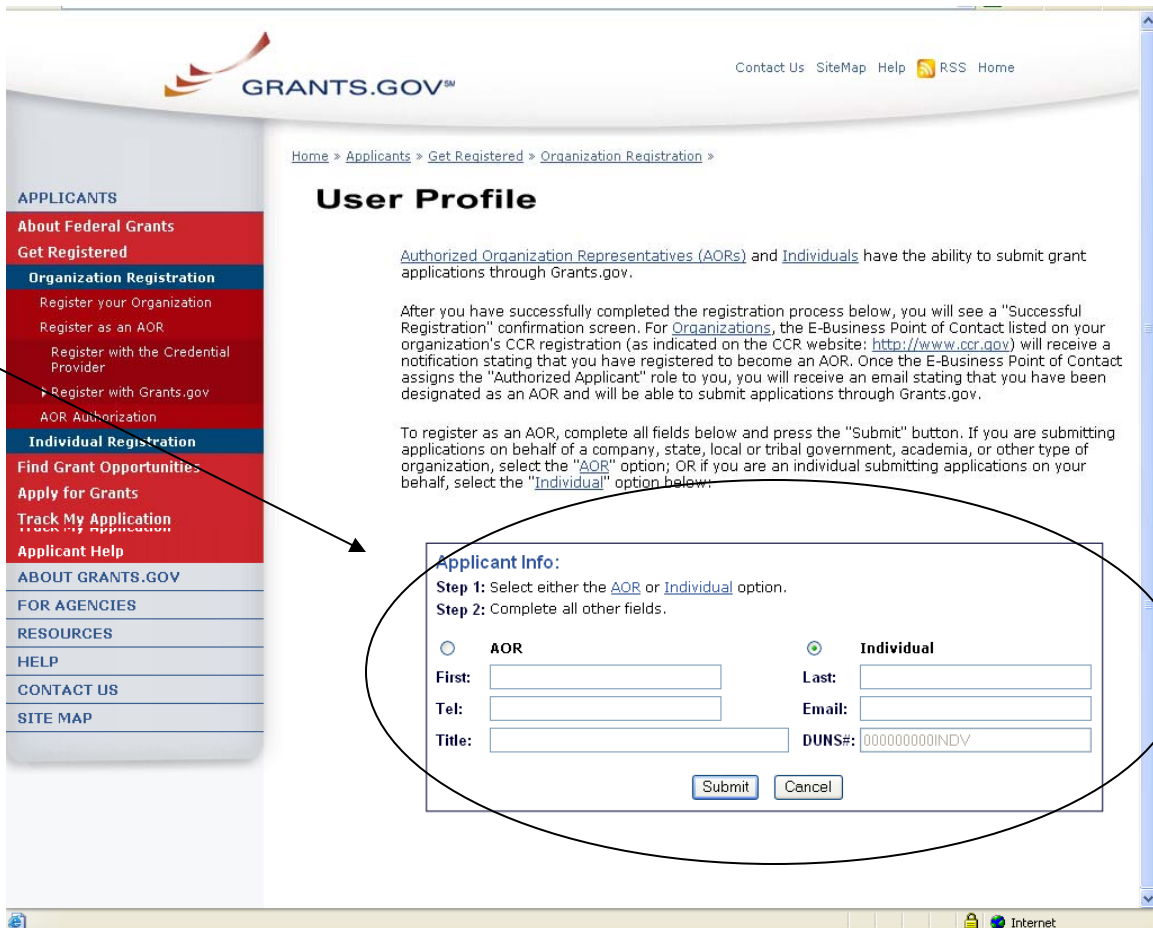 GRANTS.GOV℠
Contact Us SiteMap Help RSS Home
Home » Applicants » Get Registered » Organization Registration »
User Profile
APPLICANTS
About Federal Grants
Get Registered
Organization Registration
Register your Organization
Register as an AOR
Register with the Credential
Provider
Register with Grants.gov
AOR Authorization
Individual Registration
Find Grant Opportunities
Apply for Grants
Track My Application
Applicant Help
ABOUT GRANTS.GOV
FOR AGENCIES
RESOURCES
HELP
CONTACT US
SITE MAP
Authorized Organization Representatives (AORs) and Individuals have the ability to submit grant
applications through Grants.gov.
After you have successfully completed the registration process below, you will see a "Successful
Registration" confirmation screen. For Organizations, the E-Business Point of Contact listed on your
organization's CCR registration (as indicated on the CCR website: http://www.ccr.gov) will receive a
notification stating that you have registered to become an AOR. Once the E-Business Point of Contact
assigns the "Authorized Applicant" role to you, you will receive an email stating that you have been
designated as an AOR and will be able to submit applications through Grants.gov.
To register as an AOR, complete all fields below and press the "Submit" button. If you are submitting
applications on behalf of a company, state, local or tribal government, academia, or other type of
organization, select the "AOR" option; OR if you are an individual submitting applications on your
behalf, select the "Individual" option below:
Applicant Info:
Step 1: Select either the AOR or Individual option.
Step 2: Complete all other fields.
AOR Individual
First: Last:
Tel: Email:
Title: DUNS#: 000000000INDV
Submit Cancel
Internet